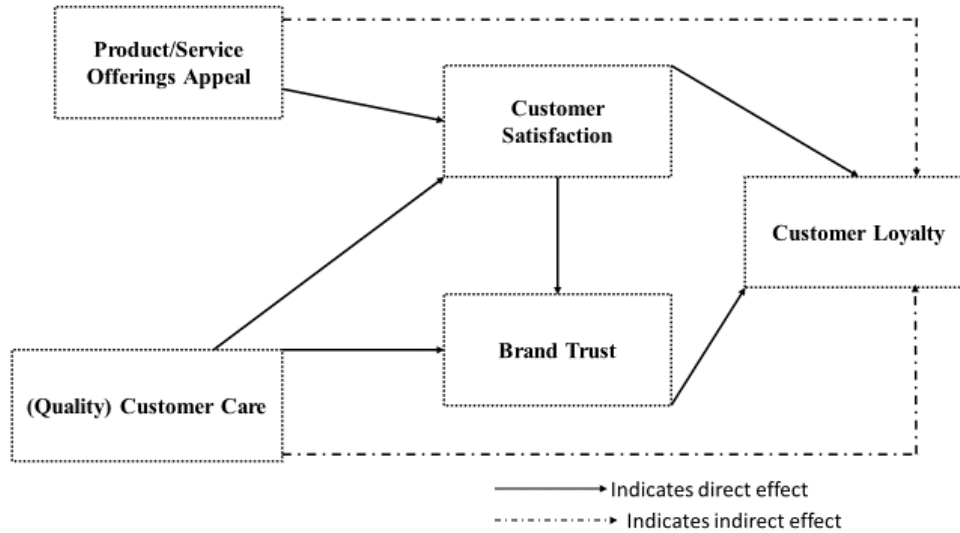 Product/Service
Offerings Appeal
Customer
Satisfaction
Customer Loyalty
Brand Trust
(Quality) Customer Care
Indicates direct effect
Indicates indirect effect